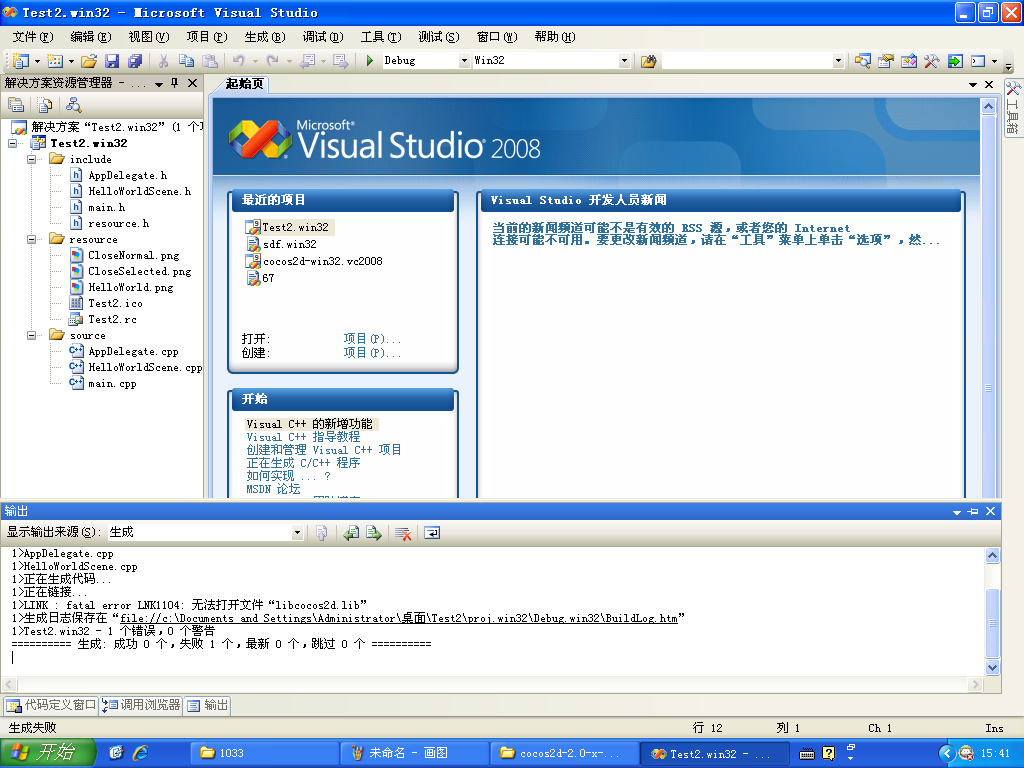 Test2.win32 - Microsoft Visual Studio
文件(F) 编辑(E) 视图(V) 项目(P) 生成(B) 调试(D) 工具(T) 测试(S) 窗口(W) 帮助(H)
Debug Win32
解决方案资源管理器 - ...
起始页
工具箱
解决方案“Test2.win32”(1 个
Test2.win32
include
AppDelegate.h
HelloWorldScene.h
main.h
resource.h
resource
CloseNormal.png
CloseSelected.png
HelloWorld.png
Test2.ico
Test2.rc
source
AppDelegate.cpp
HelloWorldScene.cpp
main.cpp
Microsoft®
Visual Studio® 2008
最近的项目
Test2.win32
sdf.win32
cocos2d-win32.vc2008
67
打开: 项目(P)...
创建: 项目(P)...
开始
Visual C++ 的新增功能
Visual C++ 指导教程
创建和管理 Visual C++ 项目
正在生成 C/C++ 程序
如何实现 ... ?
MSDN 论坛
Visual Studio 开发人员新闻
当前的新闻频道可能不是有效的 RSS 源，或者您的 Internet
连接可能不可用。要更改新闻频道，请在“工具”菜单上单击“选项”，然...
输出
显示输出来源(S): 生成
1>AppDelegate.cpp
1>HelloWorldScene.cpp
1>正在生成代码...
1>正在链接...
1>LINK : fatal error LNK1104: 无法打开文件“libcocos2d.lib”
1>生成日志保存在“file://c:\Documents and Settings\Administrator\桌面\Test2\proj.win32\Debug.win32\BuildLog.htm”
1>Test2.win32 - 1 个错误，0 个警告
========== 生成: 成功 0 个，失败 1 个，最新 0 个，跳过 0 个 ==========
代码定义窗口 调用浏览器 输出
生成失败 行 12 列 1 Ch 1 Ins
开始 1033 未命名 - 画图 cocos2d-2.0-x-... Test2.win32 - ... 15:41